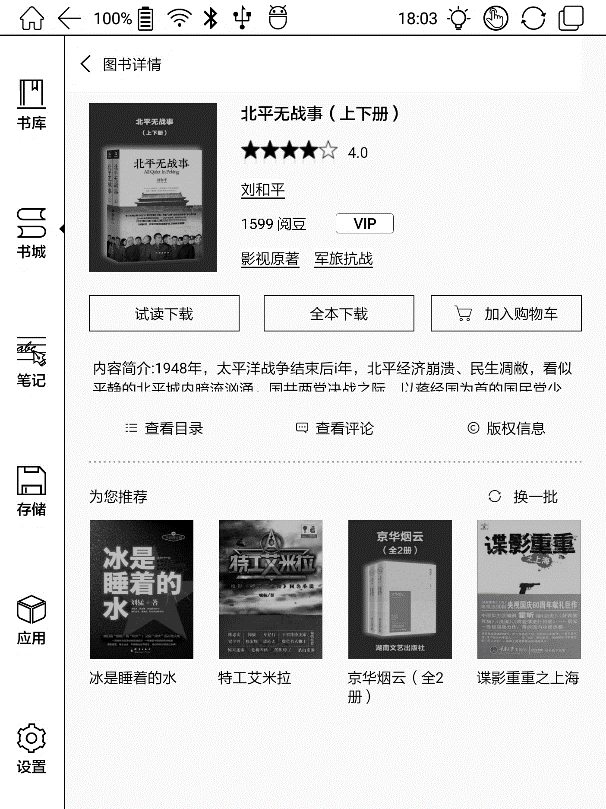 100% 18:03
图书详情
书库
书城
笔记
存储
应用
设置
北平无战事
（上下册）
北平无战事
北平无战事（上下册）
4.0
刘和平
1599 阅豆 VIP
影视原著 军旅抗战
试读下载 全本下载 加入购物车
内容简介:1948年，太平洋战争结束后i年，北平经济崩溃、民生凋敝，看似
平静的北平城内暗流汹涌。国共两党决战之际，以蒋经国为首的国民党少
查看目录 查看评论 版权信息
为您推荐 换一批
冰是
睡着的
水
刘猛·著
特工艾米拉
京华烟云
（全2册）
湖南文艺出版社
谍影重重
之上海
冰是睡着的水 特工艾米拉 京华烟云（全2
册） 谍影重重之上海